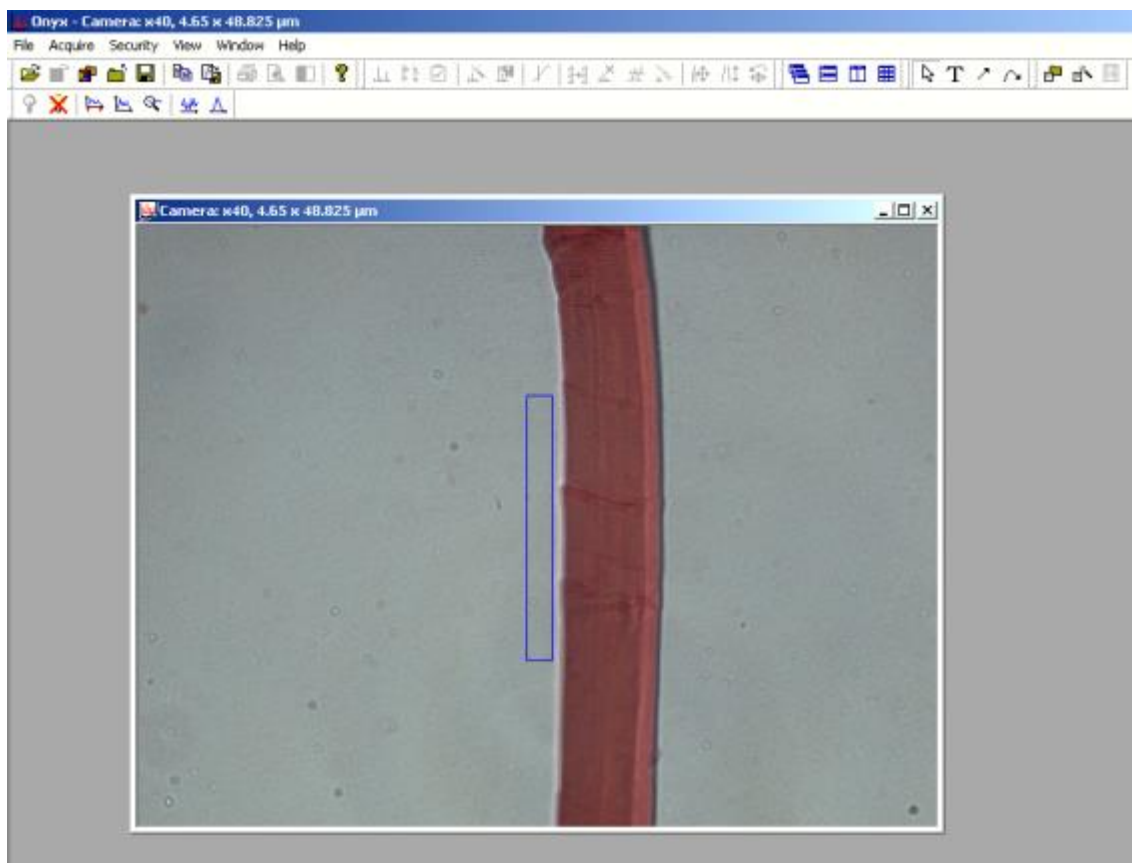 Onyx - Camera: x40, 4.65 x 48.825 µm
File Acquire Security View Window Help
T
Camera: x40, 4.65 x 48.825 µm